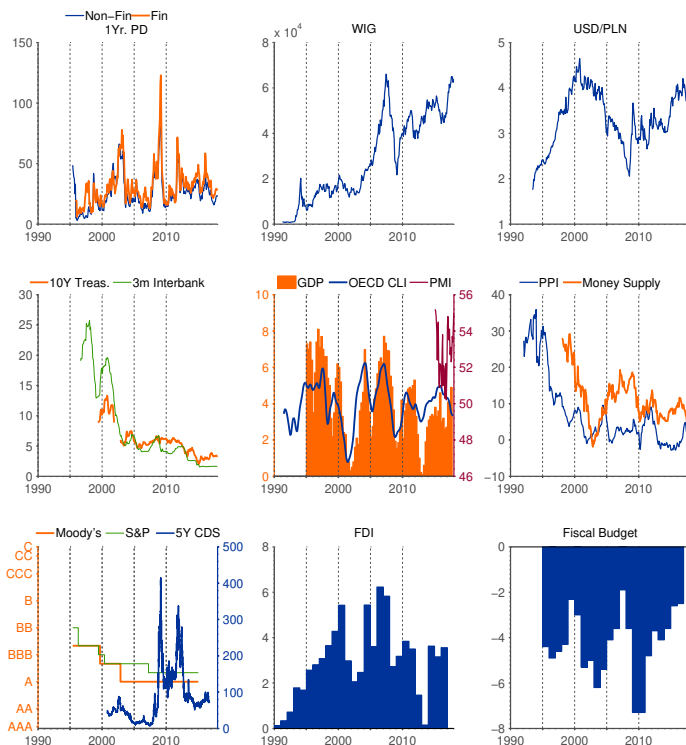 Non-Fin Fin
1Yr. PD
150
100
50
0
1990 2000 2010
x 10^4
WIG
8
6
4
2
0
1990 2000 2010
USD/PLN
5
4
3
2
1
1990 2000 2010
10Y Treas. 3m Interbank
30
25
20
15
10
5
0
1990 2000 2010
GDP OECD CLI PMI
10
8
6
4
2
0
56
54
52
50
48
46
1990 2000 2010
PPI Money Supply
40
30
20
10
0
-10
1990 2000 2010
Moody's S&P 5Y CDS
C
CC
CCC
B
BB
BBB
A
AA
AAA
500
400
300
200
100
0
1990 2000 2010
FDI
8
6
4
2
0
1990 2000 2010
Fiscal Budget
0
-2
-4
-6
-8
1990 2000 2010